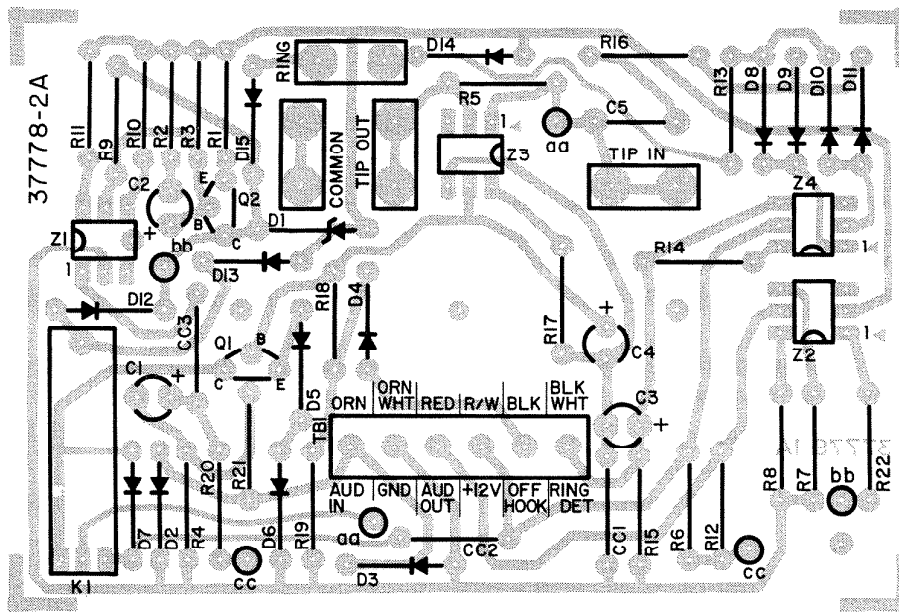 37778-2A
R11
R9
R10
R2
R3
R1
D15
RING
D14
R5
R16
C5
R13
D8
D9
D10
D11
COMMON
TIP OUT
1
Z3
aa
TIP IN
C2
E
B
C
Q2
+
Z1
1
bb
D1
D13
D12
R14
Z4
1
Z2
1
CC3
R18
D4
R17
+
C4
Q1
B
C
E
C1
+
D5
C3
+
TB1
ORN
ORN WHT
RED
R/W
BLK
BLK WHT
AUD IN
GND
AUD OUT
+12V
OFF HOOK
RING DET
K1
D7
D2
R4
R20
R21
D6
R19
aa
CC2
D3
cc
CC1
R15
R6
R12
cc
R8
R7
bb
R22